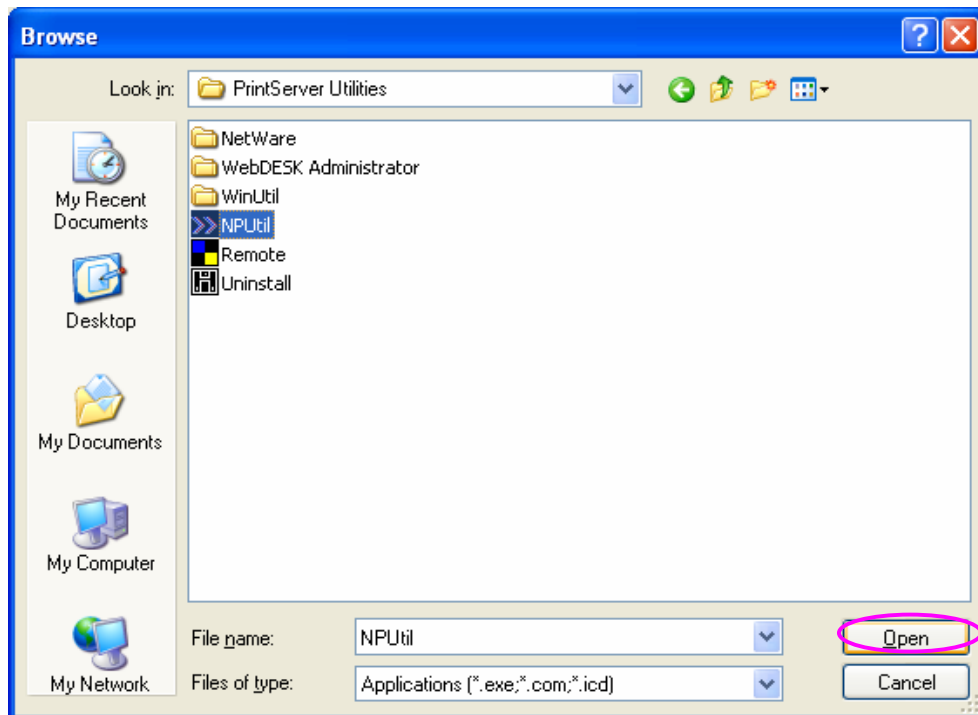 Browse
Look in:
PrintServer Utilities
NetWare
WebDESK Administrator
WinUtil
NPUtil
Remote
Uninstall
My Recent
Documents
Desktop
My Documents
My Computer
My Network
File name:
NPUtil
Open
Files of type:
Applications (*.exe;*.com;*.icd)
Cancel